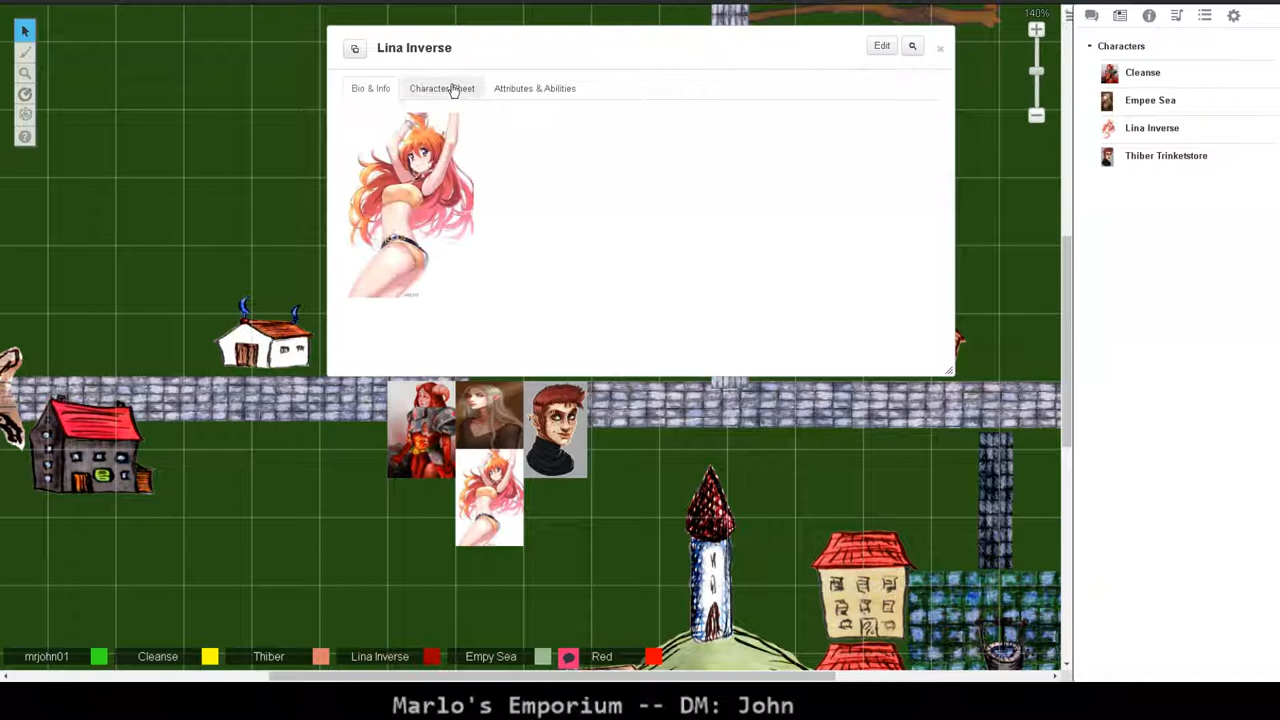 140%
Lina Inverse
Edit
Bio & Info
Character Sheet
Attributes & Abilities
Characters
Cleanse
Empee Sea
Lina Inverse
Thiber Trinketstore
mrjohn01
Cleanse
Thiber
Lina Inverse
Empy Sea
Red
Marlo's Emporium -- DM: John